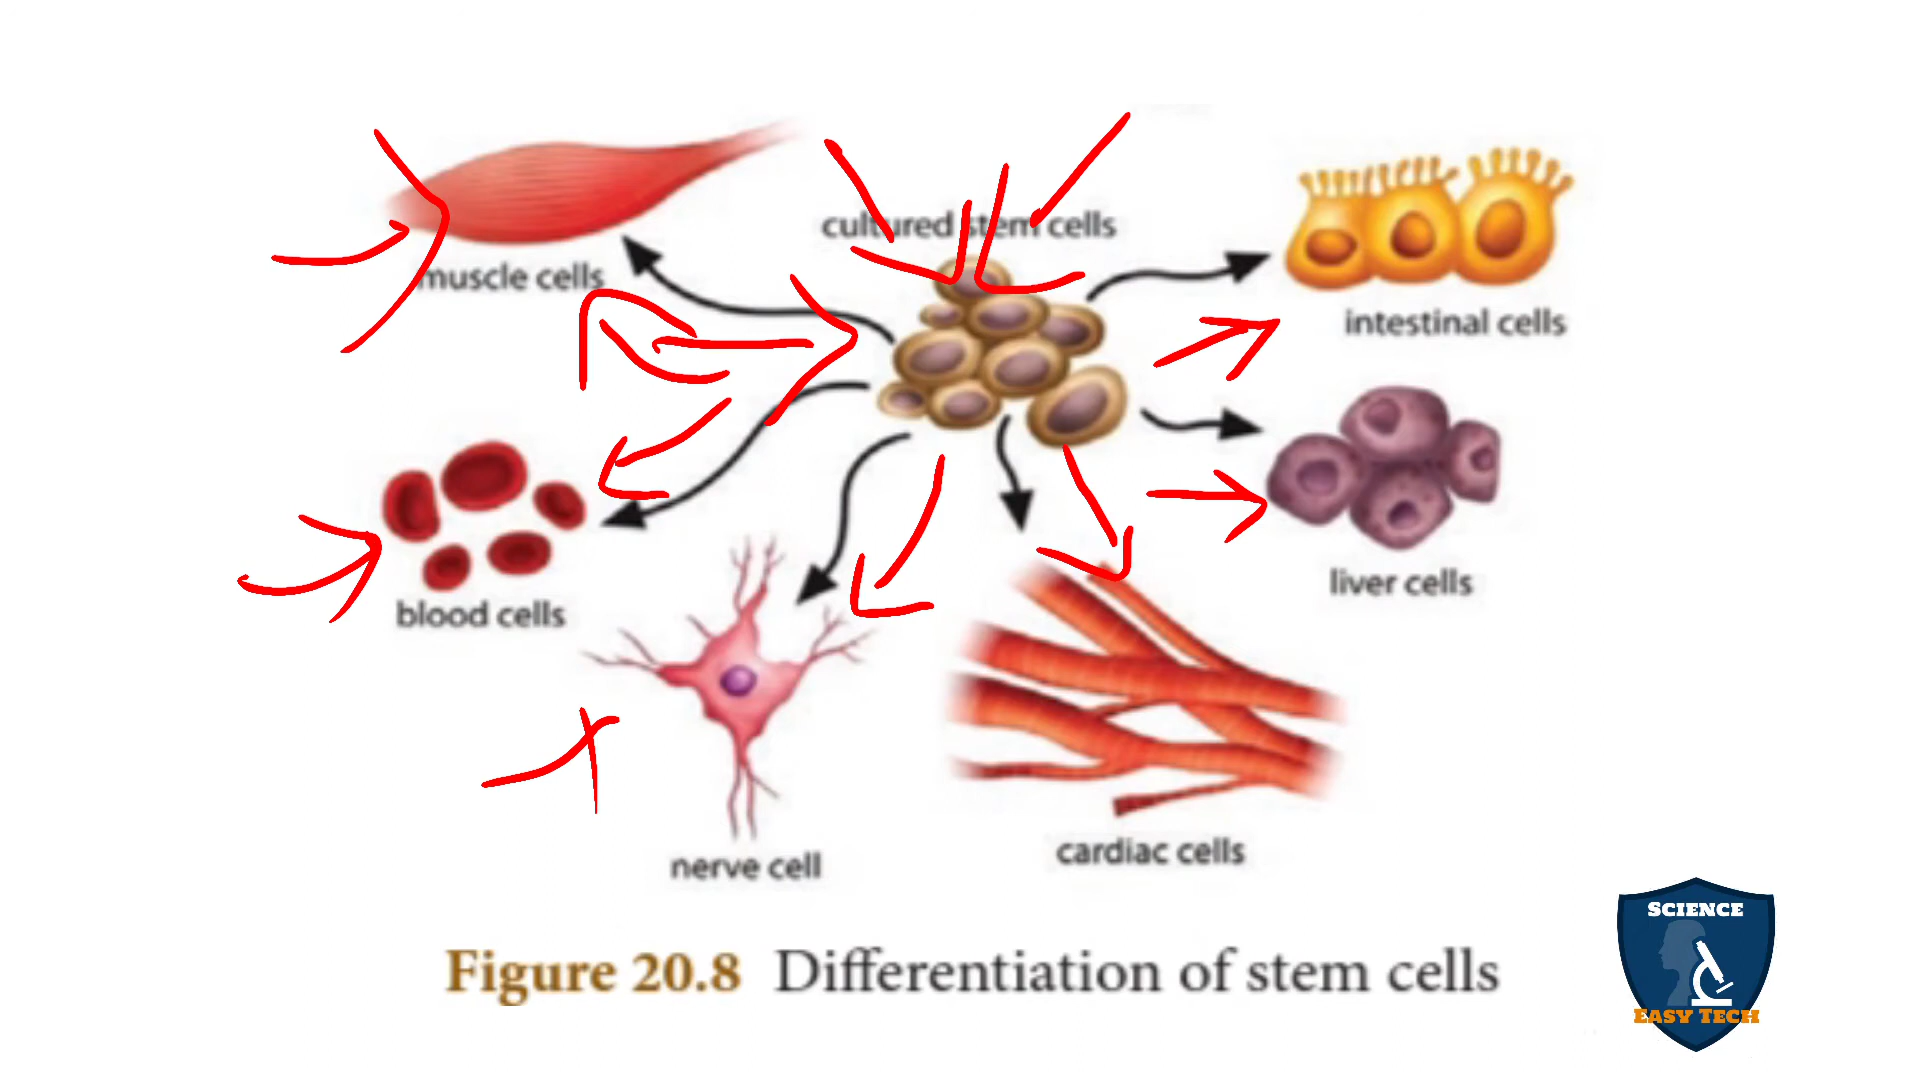 cultured stem cells
muscle cells
intestinal cells
blood cells
liver cells
nerve cell
cardiac cells
Figure 20.8 Differentiation of stem cells
SCIENCE
EASY TECH